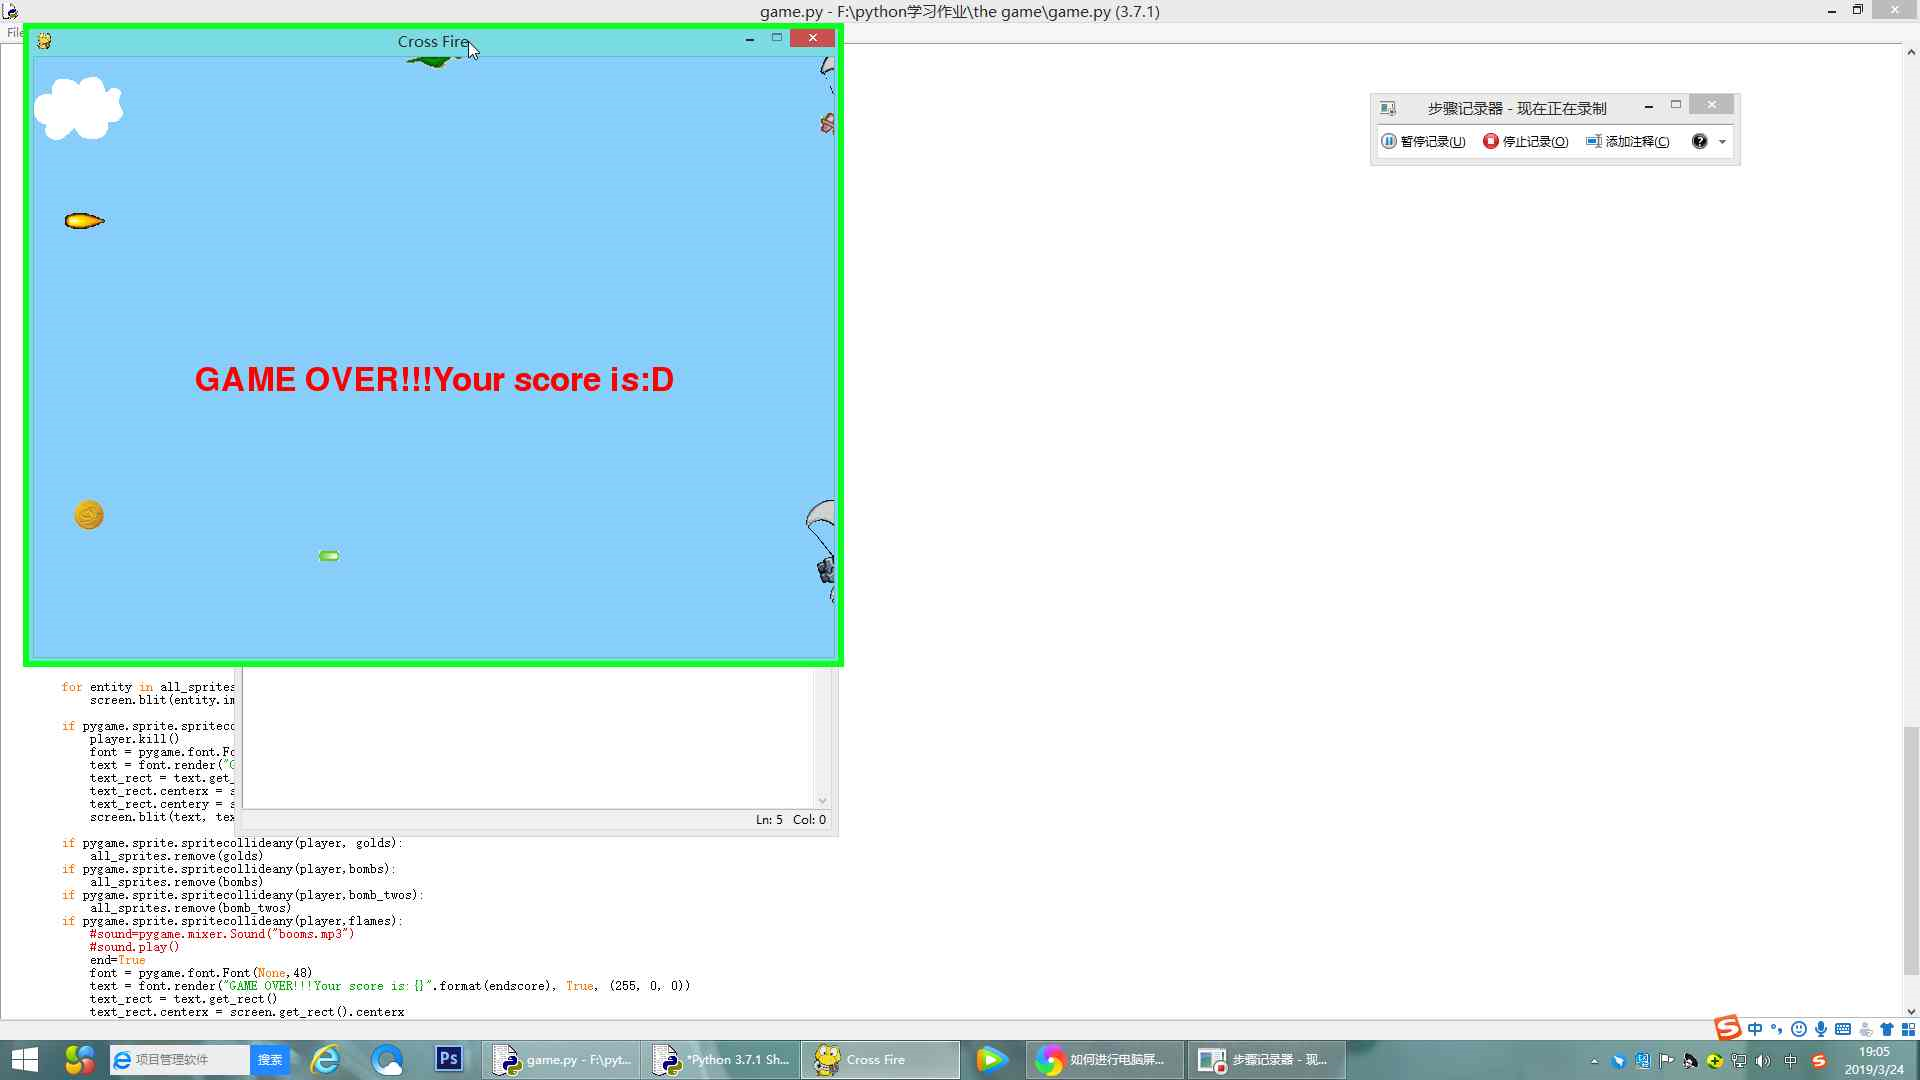 game.py - F:\python学习作业\the game\game.py (3.7.1)
File
Cross Fire
步骤记录器 - 现在正在录制
暂停记录(U)
停止记录(O)
添加注释(C)
GAME OVER!!!Your score is:D
for entity in all_sprites
screen.blit(entity.im
if pygame.sprite.spritec
player.kill()
font = pygame.font.Fo
text = font.render("G
text_rect = text.get_
text_rect.centerx = s
text_rect.centery = s
screen.blit(text, tex
Ln: 5 Col: 0
if pygame.sprite.spritecollideany(player, golds):
all_sprites.remove(golds)
if pygame.sprite.spritecollideany(player,bombs):
all_sprites.remove(bombs)
if pygame.sprite.spritecollideany(player,bomb_twos):
all_sprites.remove(bomb_twos)
if pygame.sprite.spritecollideany(player,flames):
#sound=pygame.mixer.Sound("booms.mp3")
#sound.play()
end=True
font = pygame.font.Font(None,48)
text = font.render("GAME OVER!!!Your score is:{}".format(endscore), True, (255, 0, 0))
text_rect = text.get_rect()
text_rect.centerx = screen.get_rect().centerx
中
项目管理软件
搜索
Ps
game.py - F:\pyt...
*Python 3.7.1 Sh...
Cross Fire
如何进行电脑屏...
步骤记录器 - 现...
中
19:05
2019/3/24